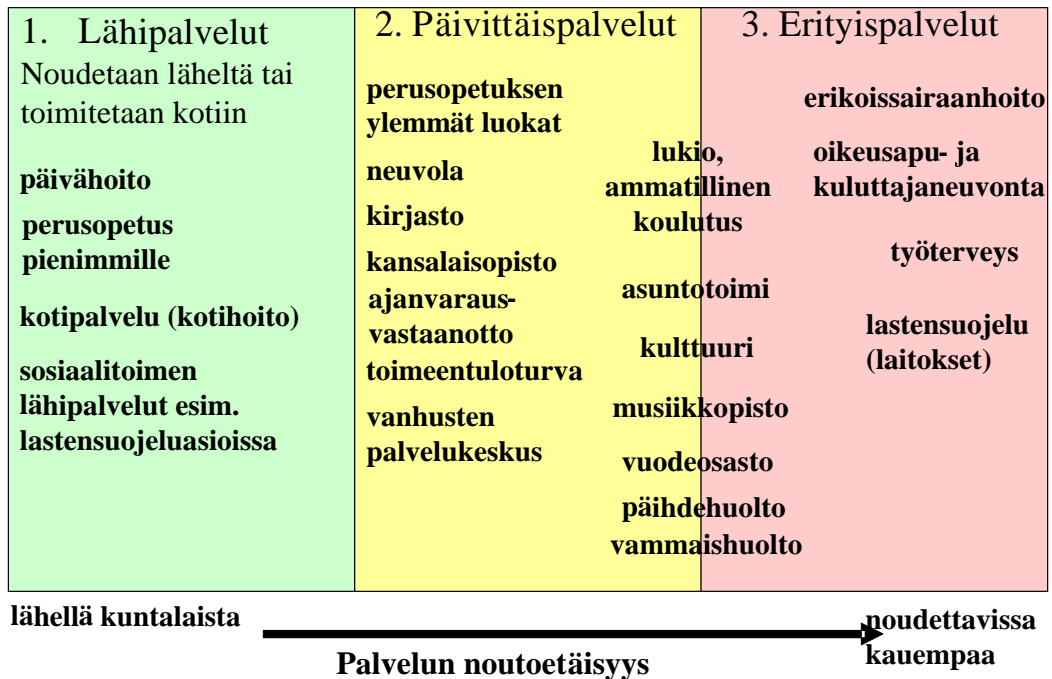 1. Lähipalvelut
Noudetaan läheltä tai
toimitetaan kotiin
päivähoito
perusopetus
pienimmille
kotipalvelu (kotihoito)
sosiaalitoimen
lähipalvelut esim.
lastensuojeluasioissa
2. Päivittäispalvelut
perusopetuksen
ylemmät luokat
neuvola
kirjasto
kansalaisopisto
ajanvaraus-
vastaanotto
toimeentuloturva
vanhusten
palvelukeskus
lukio,
ammatillinen
koulutus
asuntotoimi
kulttuuri
musiikkopisto
vuodeosasto
päihdehuolto
vammaishuolto
3. Erityispalvelut
erikoissairaanhoito
oikeusapu- ja
kuluttajaneuvonta
työterveys
lastensuojelu
(laitokset)
lähellä kuntalaista
Palvelun noutoetäisyys
noudettavissa
kauempaa